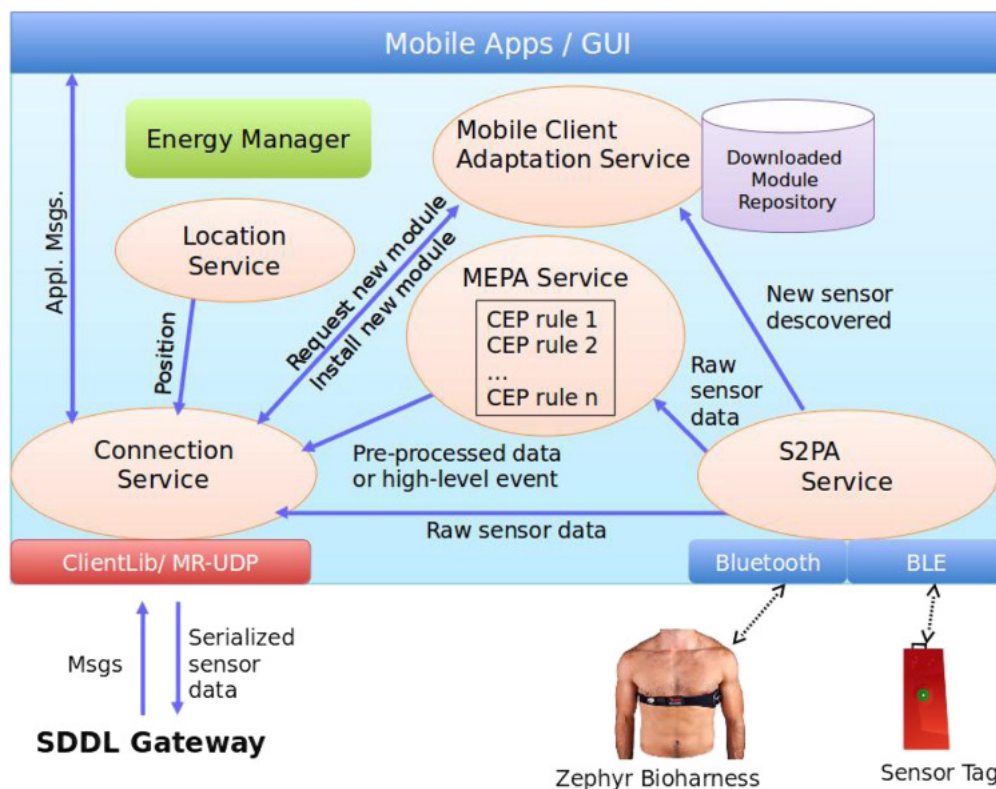 Mobile Apps / GUI
Energy Manager
Mobile Client
Adaptation Service
Downloaded
Module
Repository
Appl. Msgs.
Location
Service
Request new module
Install new module
MEPA Service
CEP rule 1
CEP rule 2
...
CEP rule n
New sensor
descovered
Position
Raw
sensor
data
Connection
Service
Pre-processed data
or high-level event
S2PA
Service
Raw sensor data
ClientLib/ MR-UDP
Bluetooth
BLE
Msgs
Serialized
sensor
data
SDDL Gateway
Zephyr Bioharness
Sensor Tag